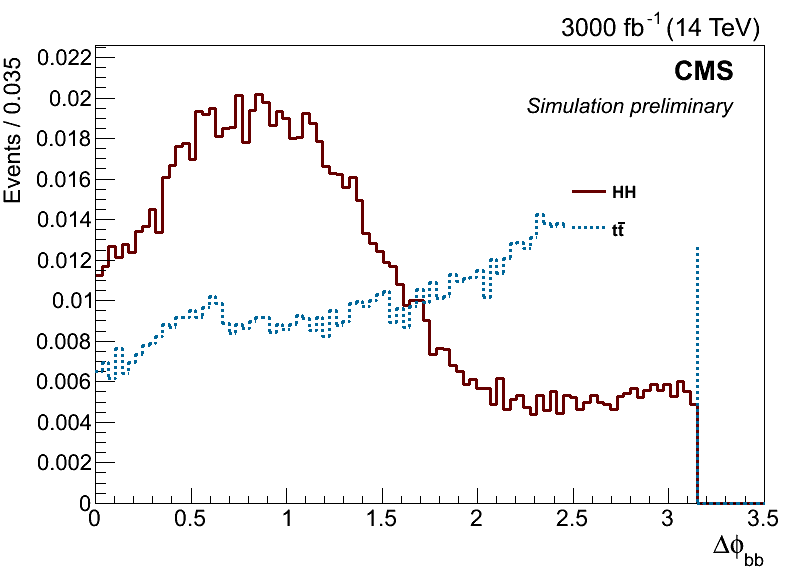 3000 fb-1 (14 TeV)
CMS
Simulation preliminary
HH
tt̄
Events / 0.035
0.022
0.02
0.018
0.016
0.014
0.012
0.01
0.008
0.006
0.004
0.002
0
0 0.5 1 1.5 2 2.5 3 3.5
Δϕbb